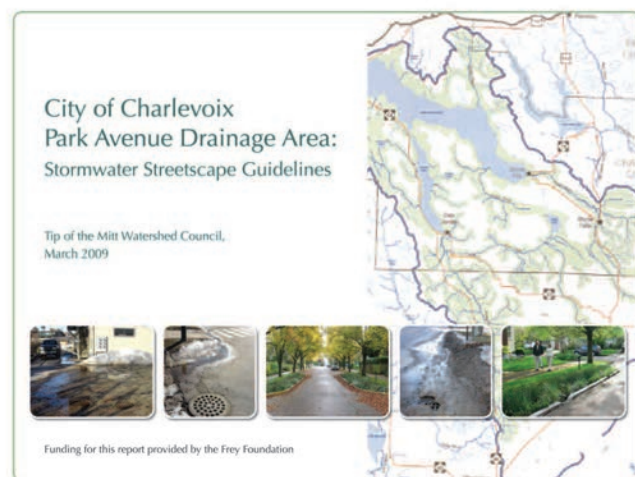 City of Charlevoix
Park Avenue Drainage Area:
Stormwater Streetscape Guidelines
Tip of the Mitt Watershed Council,
March 2009
Funding for this report provided by the Frey Foundation